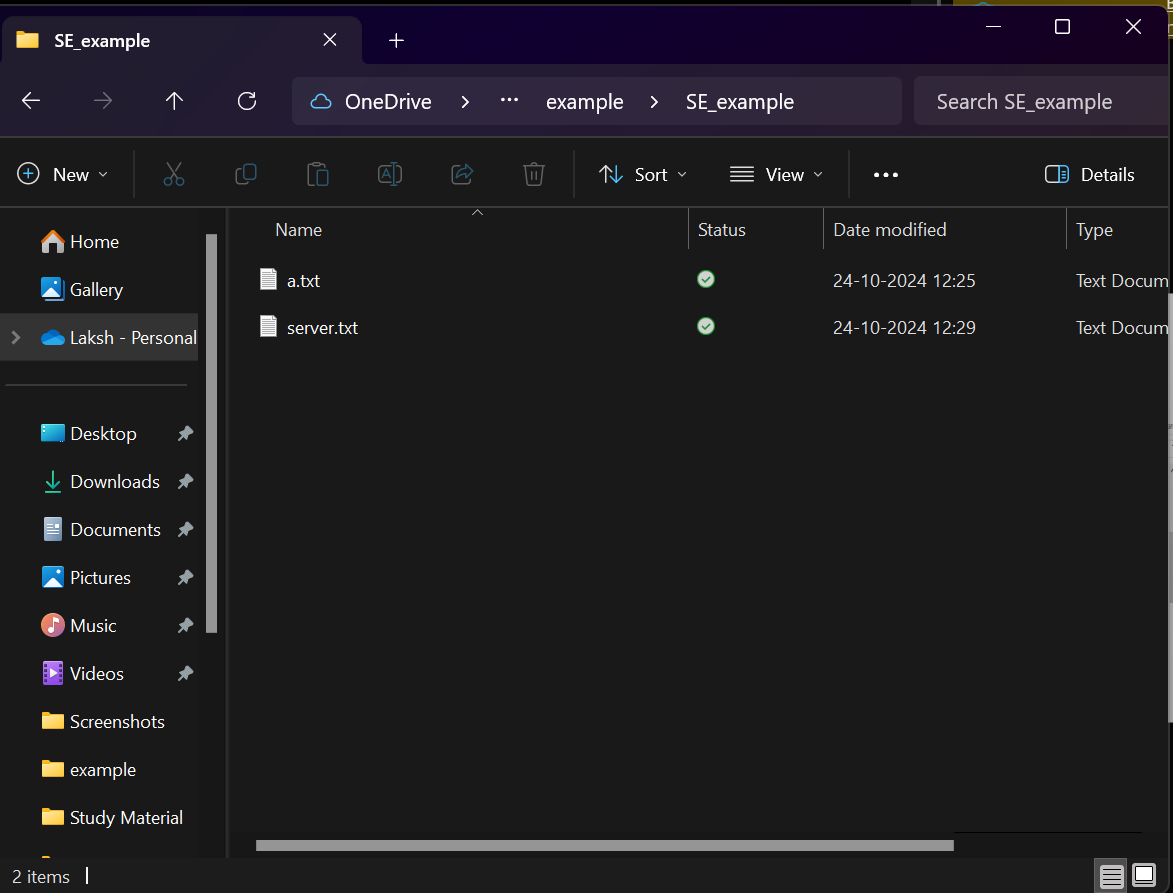 SE_example
OneDrive > ... example > SE_example
Search SE_example
New
Sort
View
Details
Name Status Date modified Type
Home
Gallery
Laksh - Personal
a.txt 24-10-2024 12:25 Text Docum
server.txt 24-10-2024 12:29 Text Docum
Desktop
Downloads
Documents
Pictures
Music
Videos
Screenshots
example
Study Material
2 items